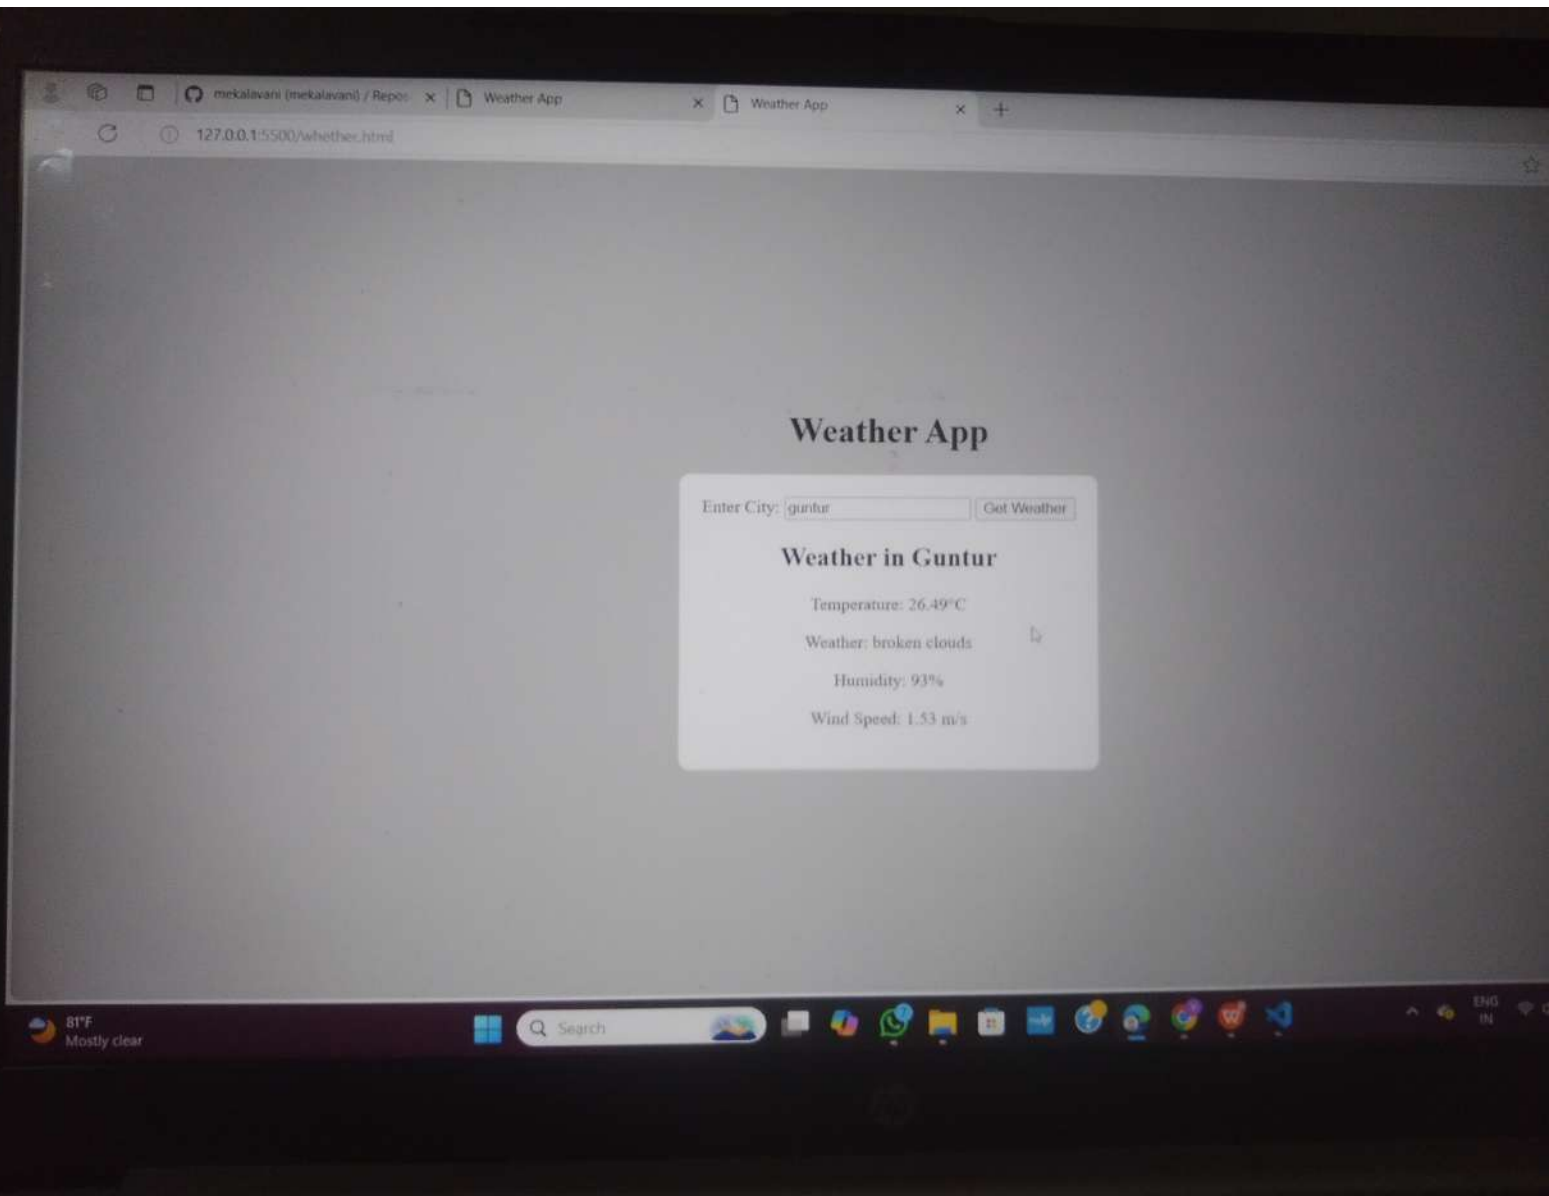 mekalavani (mekalavani) / Repos
Weather App
Weather App
127.0.0.1:5500/whether.html
Weather App
Enter City: guntur Get Weather
Weather in Guntur
Temperature: 26.49°C
Weather: broken clouds
Humidity: 93%
Wind Speed: 1.53 m/s
81°F
Mostly clear
Search
ENG
IN